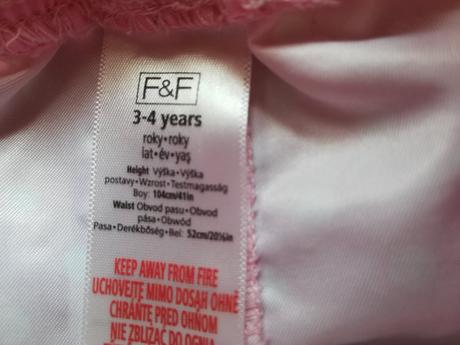 F&F
3-4 years
roky•roky
lat•év•yaş
Height Výška•Výška
postavy•Wzrost•Testmagasság
Boy: 104cm/41in
Waist Obvod pasu•Obvod
pása•Obwód
Pasa•Derékbőség•Bel: 52cm/20½in
KEEP AWAY FROM FIRE
UCHOVEJTE MIMO DOSAH OHNĚ
CHRÁŇTE PRED OHŇOM
NIE ZBLIŻAĆ DO OGNIA